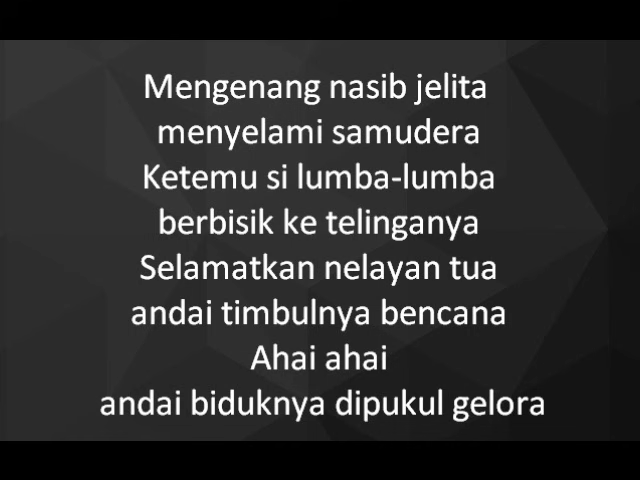 Mengenang nasib jelita
menyelami samudera
Ketemu si lumba-lumba
berbisik ke telinganya
Selamatkan nelayan tua
andai timbulnya bencana
Ahai ahai
andai biduknya dipukul gelora